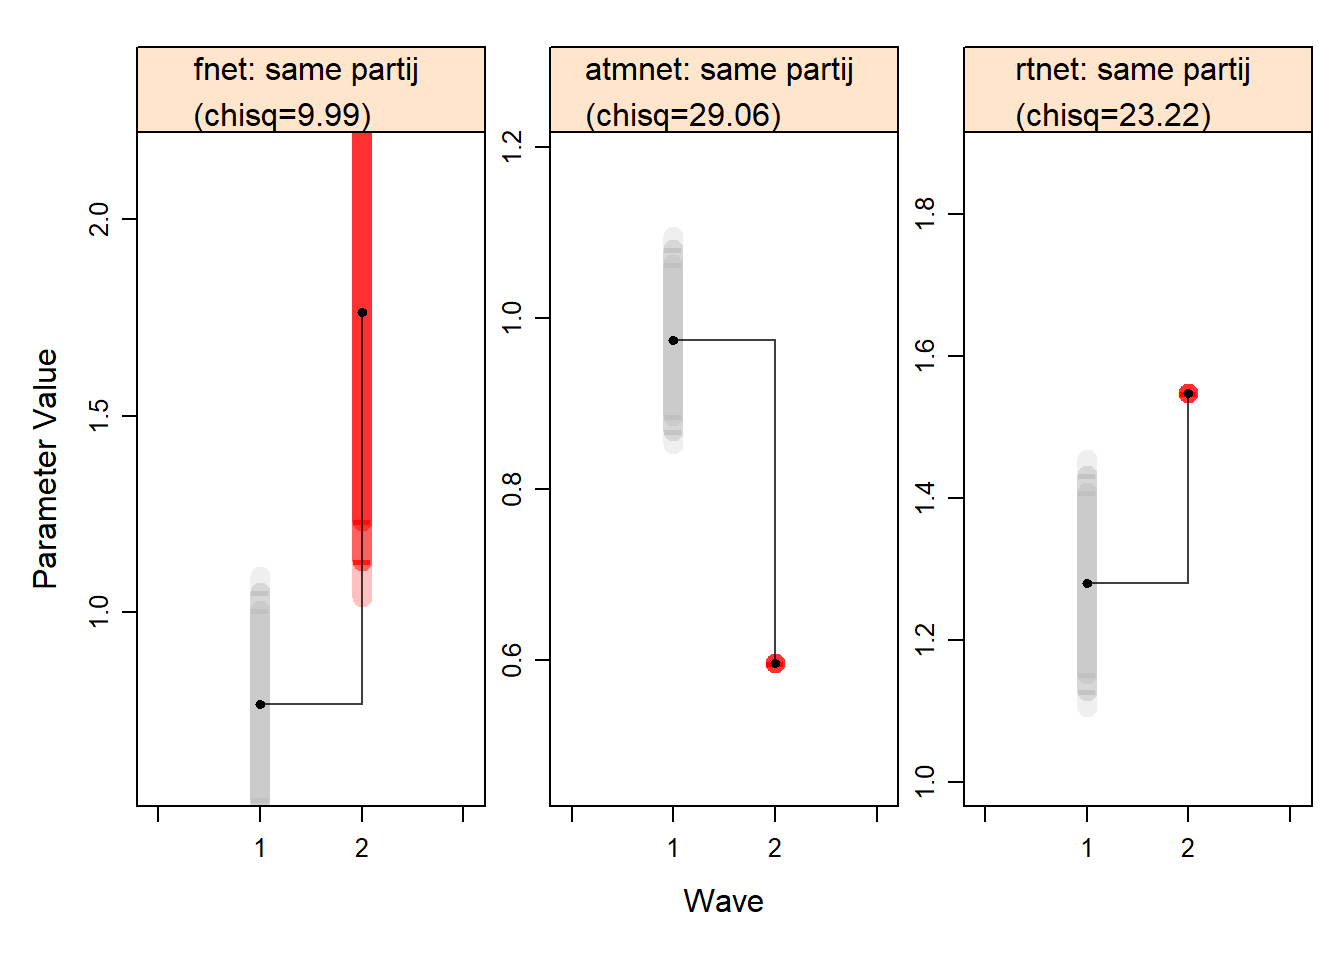 fnet: same partij
(chisq=9.99)
atmnet: same partij
(chisq=29.06)
rtnet: same partij
(chisq=23.22)
Parameter Value
2.0
1.5
1.0
1.2
1.0
0.8
0.6
1.8
1.6
1.4
1.2
1.0
1 2
1 2
1 2
Wave